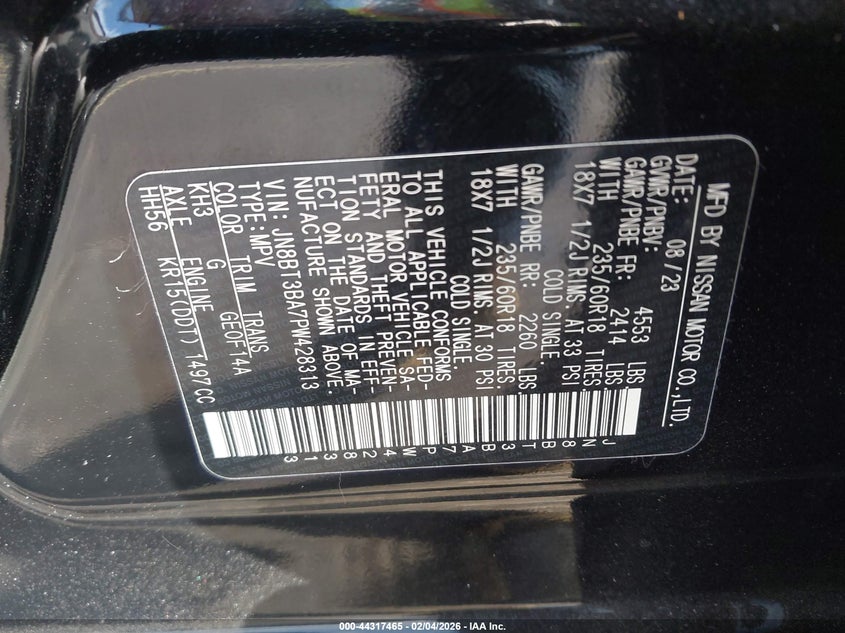 MFD BY NISSAN MOTOR CO.,LTD.
DATE: 08/23
GVWR/PNBV: 4553 LBS
GAWR/PNBE FR: 2414 LBS
WITH 235/60R18 TIRES
18X7 1/2J RIMS, AT 33 PSI
COLD SINGLE.
GAWR/PNBE RR: 2260 LBS.
WITH 235/60R18 TIRES:
18X7 1/2J RIMS, AT 30 PSI
COLD SINGLE.
THIS VEHICLE CONFORMS
TO ALL APPLICABLE FED-
ERAL MOTOR VEHICLE SA-
FETY AND THEFT PREVEN-
TION STANDARDS IN EFF-
ECT ON THE DATE OF MA-
NUFACTURE SHOWN ABOVE.
VIN: JN8BT3BA7PW428313
TYPE:MPV
COLOR TRIM TRANS
KH3 G GE0F14A
AXLE ENGINE
HH56 KR15(DDT) 1497CC
JN8BT3BA7PW428313
000-44317465 - 02/04/2026 - IAA Inc.